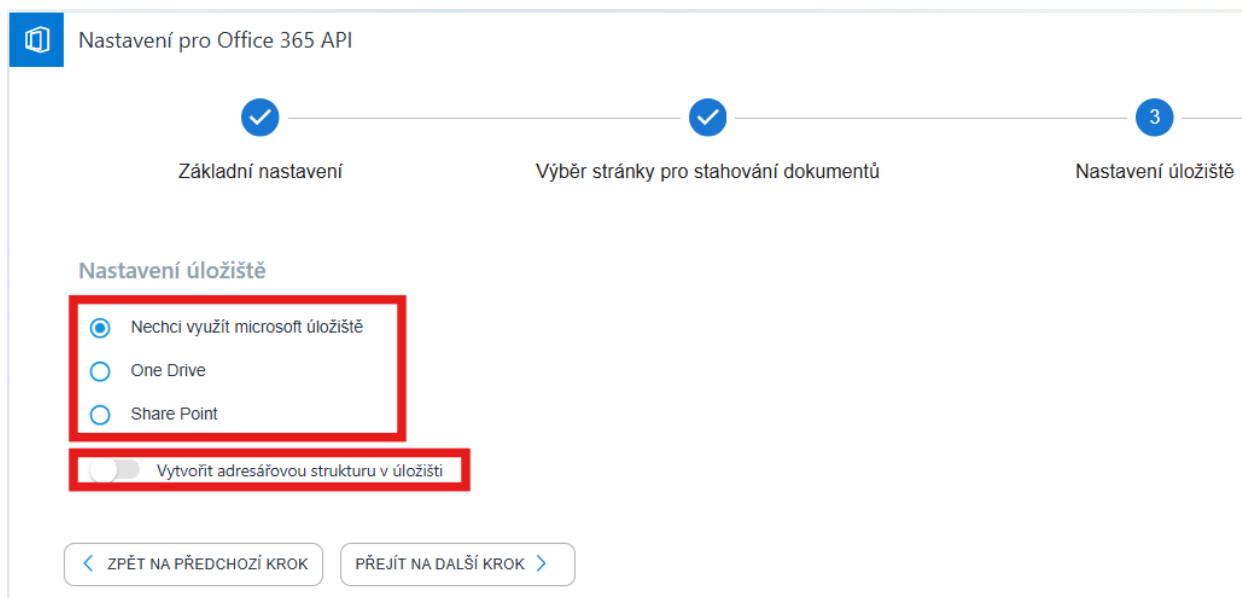 Nastavení pro Office 365 API
3
Základní nastavení
Výběr stránky pro stahování dokumentů
Nastavení úložiště
Nastavení úložiště
Nechci využít microsoft úložiště
One Drive
Share Point
Vytvořit adresářovou strukturu v úložišti
ZPĚT NA PŘEDCHOZÍ KROK
PŘEJÍT NA DALŠÍ KROK